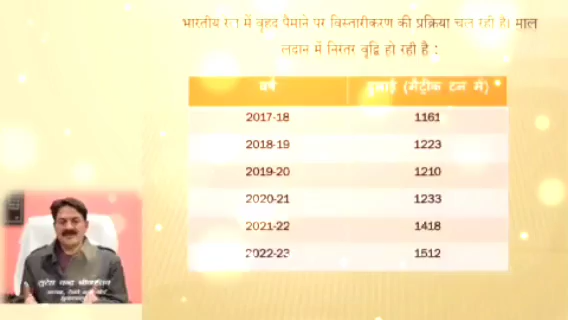 भारतीय रेल में वृहद पैमाने पर विस्तारीकरण की प्रक्रिया चल रही है। माल
लदान में निरंतर वृद्धि हो रही है :
वर्ष ढुलाई (मैट्रीक टन में)
2017-18 1161
2018-19 1223
2019-20 1210
2020-21 1233
2021-22 1418
2022-23 1512